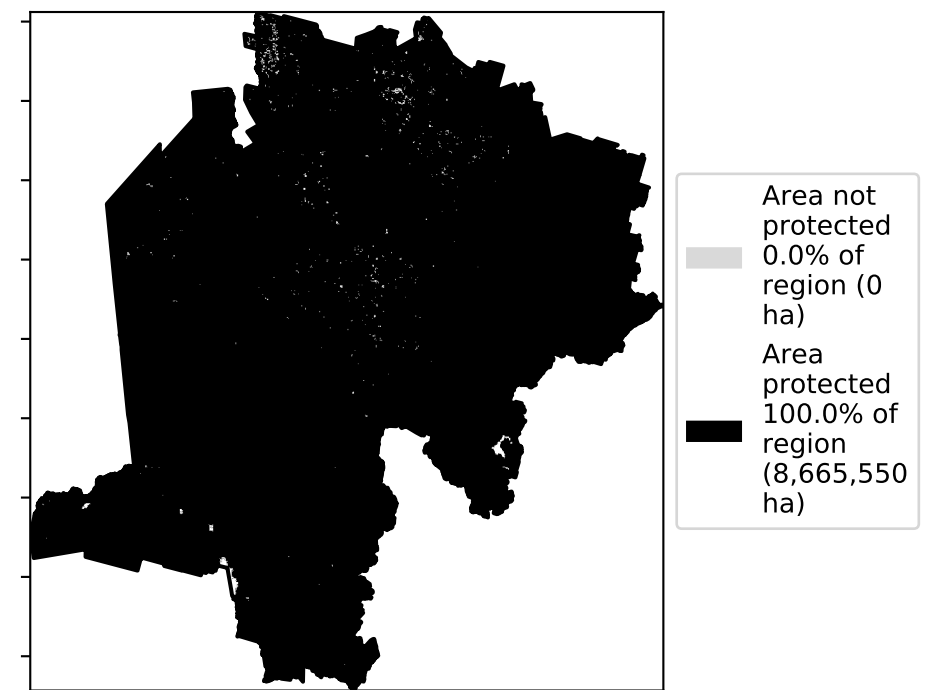 Area not
protected
0.0% of
region (0
ha)
Area
protected
100.0% of
region
(8,665,550
ha)